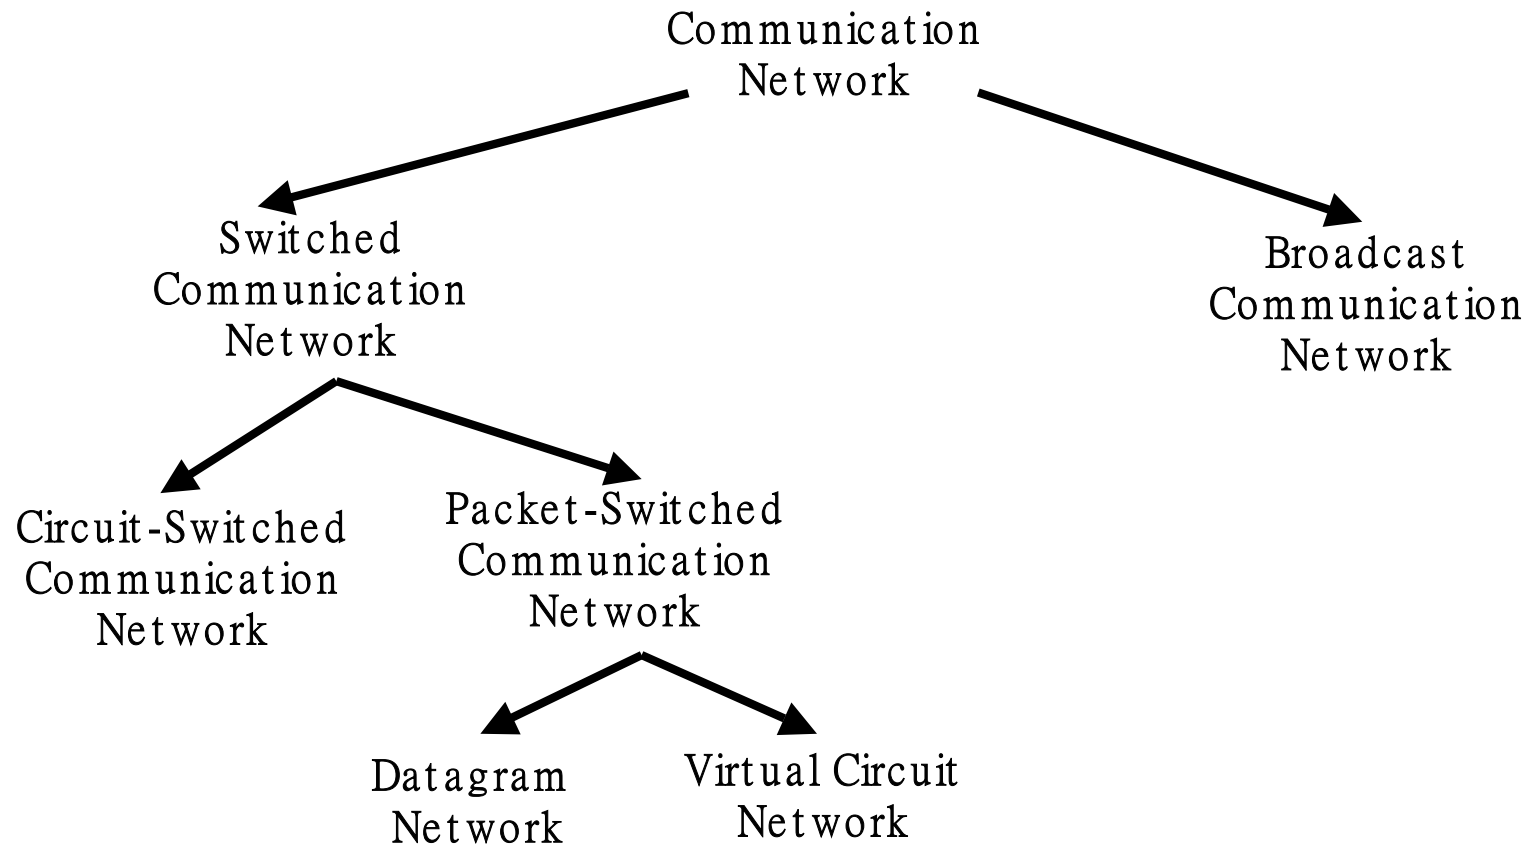 Communication
Network
Switched
Communication
Network
Broadcast
Communication
Network
Circuit-Switched
Communication
Network
Packet-Switched
Communication
Network
Datagram
Network
Virtual Circuit
Network